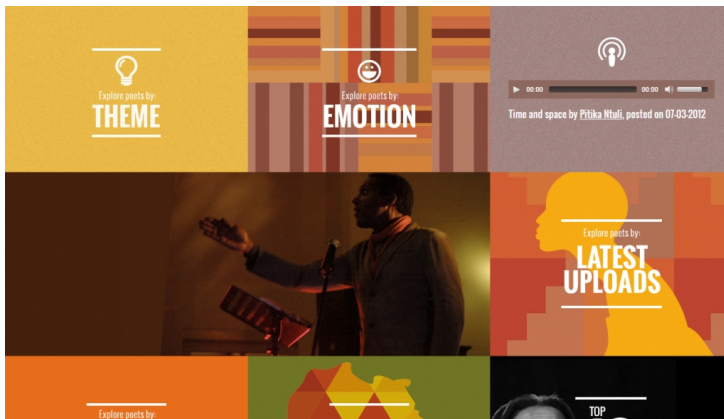 Explore poets by:
THEME
Explore poets by:
EMOTION
00:00 00:00
Time and space by Pitika Ntuli, posted on 07-03-2012
Explore poets by:
LATEST
UPLOADS
Explore poets by:
TOP